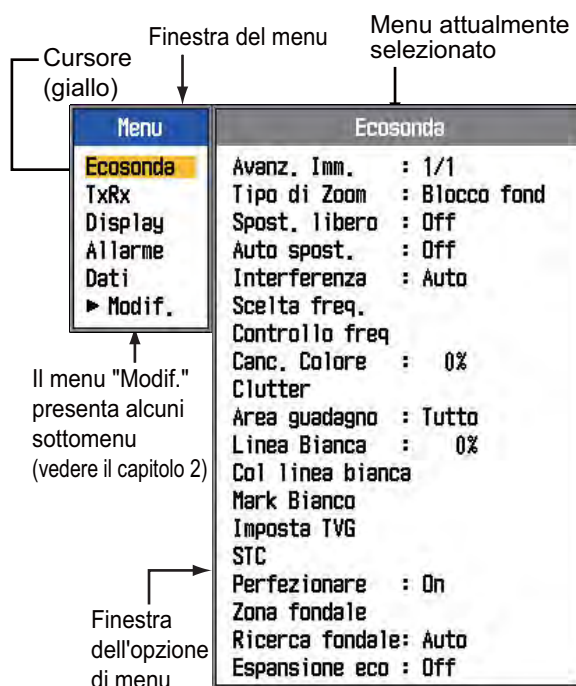 Finestra del menu
Menu attualmente
selezionato
Cursore
(giallo)
Menu
Ecosonda
TxRx
Display
Allarme
Dati
► Modif.
Il menu "Modif."
presenta alcuni
sottomenu
(vedere il capitolo 2)
Finestra
dell'opzione
di menu
Ecosonda
Avanz. Imm. : 1/1
Tipo di Zoom : Blocco fond
Spost. libero : Off
Auto spost. : Off
Interferenza : Auto
Scelta freq.
Controllo freq
Canc. Colore : 0%
Clutter
Area guadagno : Tutto
Linea Bianca : 0%
Col linea bianca
Mark Bianco
Imposta TVG
STC
Perfezionare : On
Zona fondale
Ricerca fondale: Auto
Espansione eco : Off